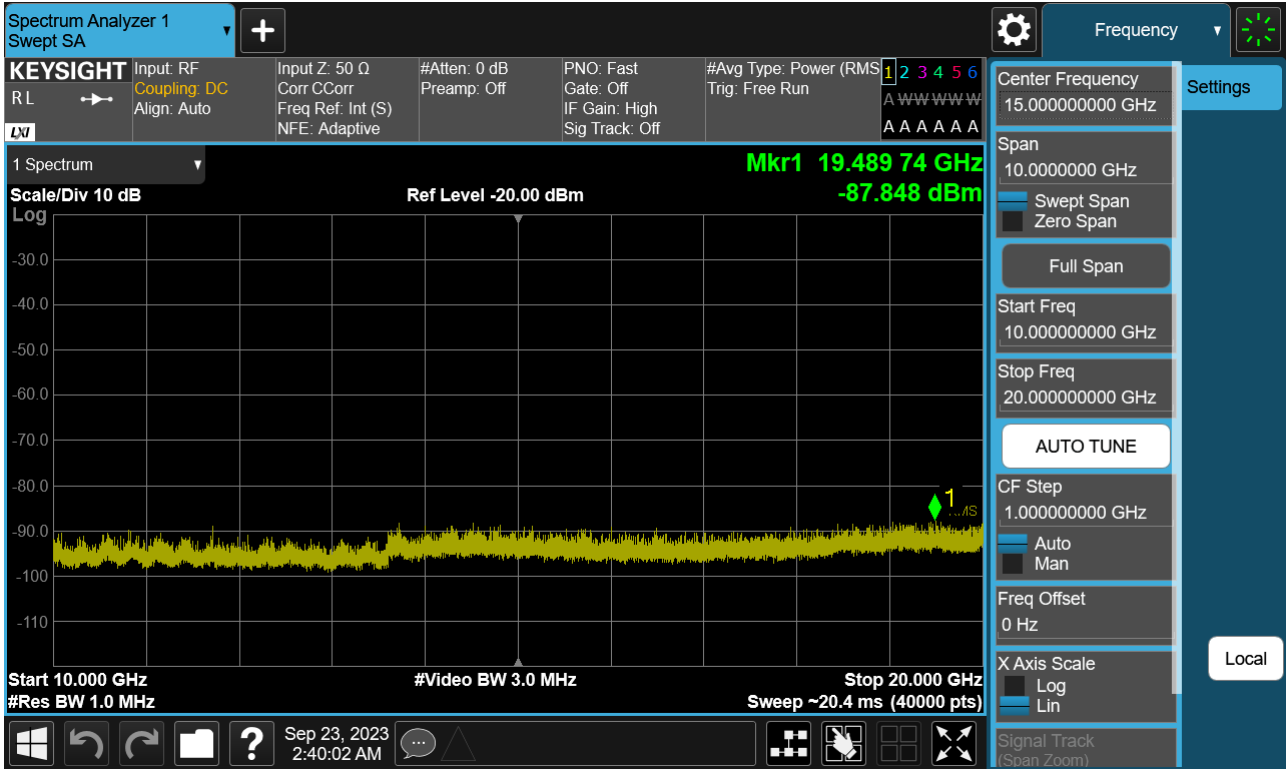 Spectrum Analyzer 1
Swept SA
Frequency
KEYSIGHT
R L
LXI
Input: RF
Coupling: DC
Align: Auto
Input Z: 50 Ω
Corr CCorr
Freq Ref: Int (S)
NFE: Adaptive
#Atten: 0 dB
Preamp: Off
PNO: Fast
Gate: Off
IF Gain: High
Sig Track: Off
#Avg Type: Power (RMS
Trig: Free Run
1 2 3 4 5 6
A W W W W W
A A A A A A
1 Spectrum
Mkr1 19.489 74 GHz
Scale/Div 10 dB
Ref Level -20.00 dBm
-87.848 dBm
Log
-30.0
-40.0
-50.0
-60.0
-70.0
-80.0
1
RMS
-90.0
-100
-110
Start 10.000 GHz
#Video BW 3.0 MHz
Stop 20.000 GHz
#Res BW 1.0 MHz
Sweep ~20.4 ms (40000 pts)
?
Sep 23, 2023
2:40:02 AM
Center Frequency
15.000000000 GHz
Span
10.0000000 GHz
Swept Span
Zero Span
Full Span
Start Freq
10.000000000 GHz
Stop Freq
20.000000000 GHz
AUTO TUNE
CF Step
1.000000000 GHz
Auto
Man
Freq Offset
0 Hz
X Axis Scale
Log
Lin
Signal Track
(Span Zoom)
Settings
Local